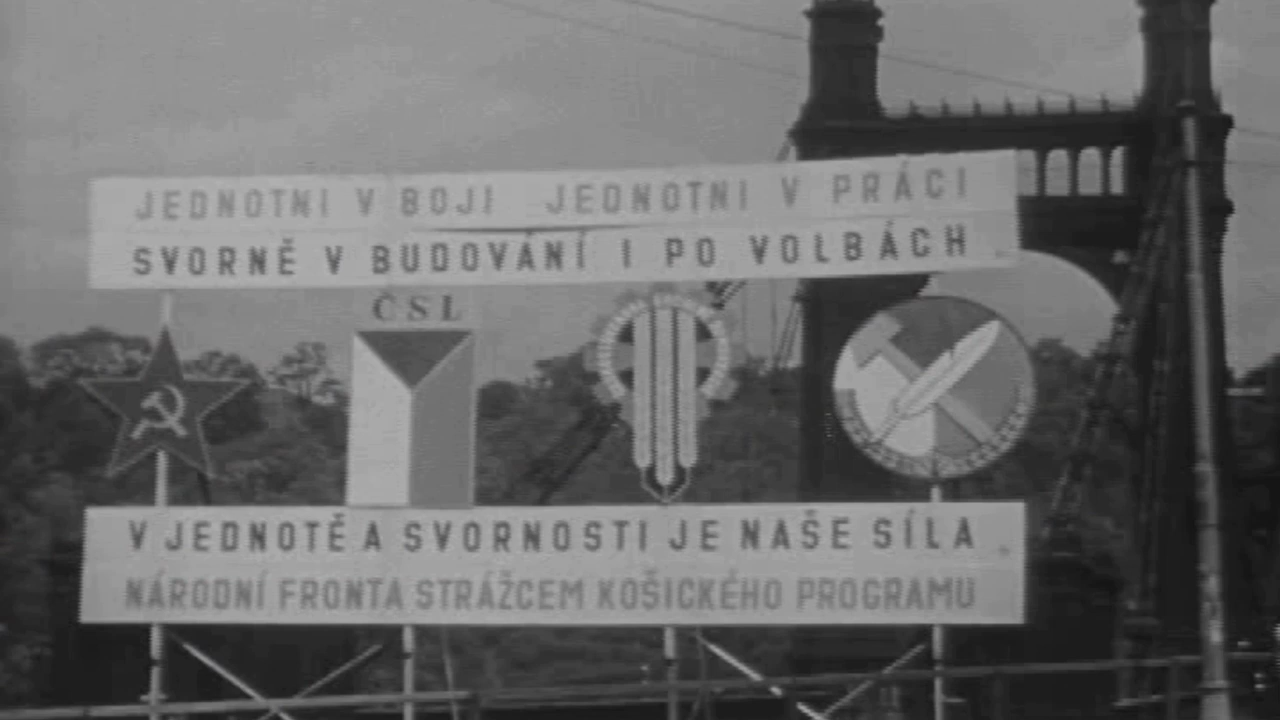 JEDNOTNI V BOJI JEDNOTNI V PRÁCI
SVORNĚ V BUDOVÁNÍ I PO VOLBÁCH
ČSL
V JEDNOTĚ A SVORNOSTI JE NAŠE SÍLA
NÁRODNÍ FRONTA STRÁŽCEM KOŠICKÉHO PROGRAMU